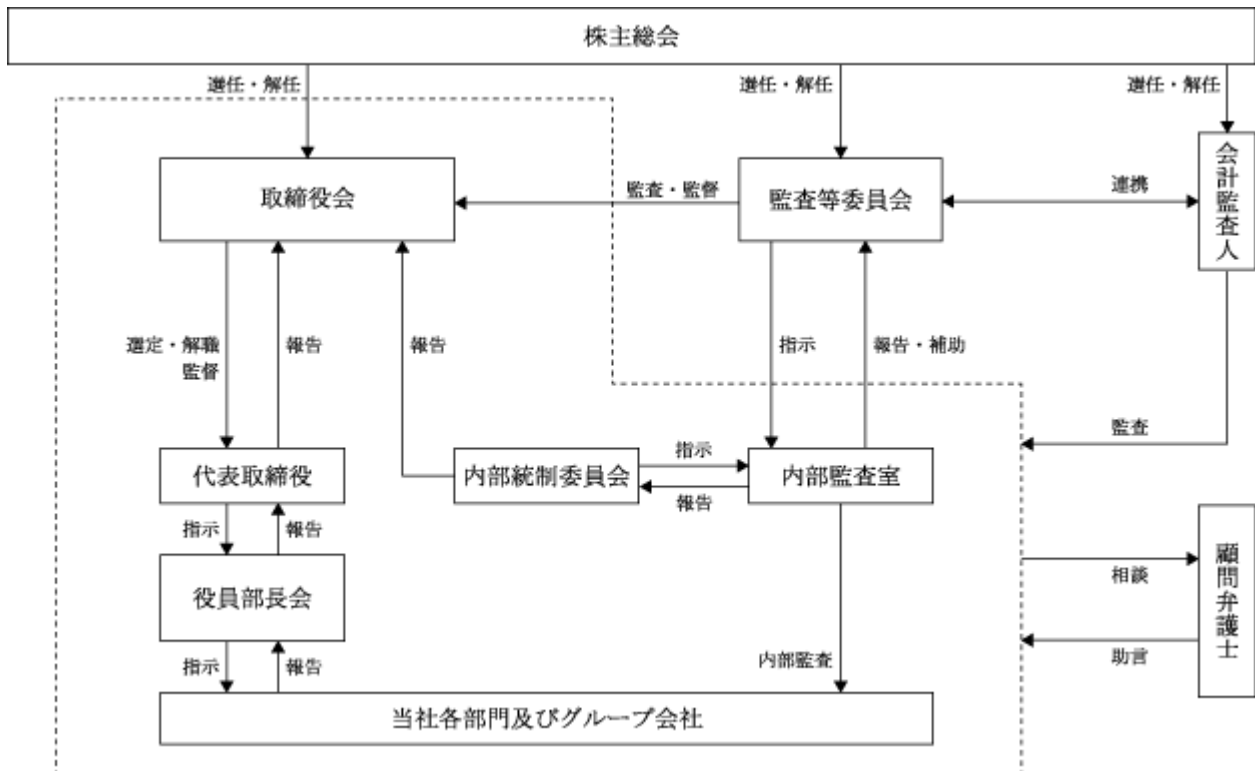 株主総会
選任・解任
選任・解任
選任・解任
取締役会
監査・監督
監査等委員会
連携
会計監査人
選定・解職
監督
報告
報告
指示
報告・補助
監査
代表取締役
内部統制委員会
指示
報告
内部監査室
指示
報告
役員部長会
相談
助言
顧問弁護士
指示
報告
内部監査
当社各部門及びグループ会社